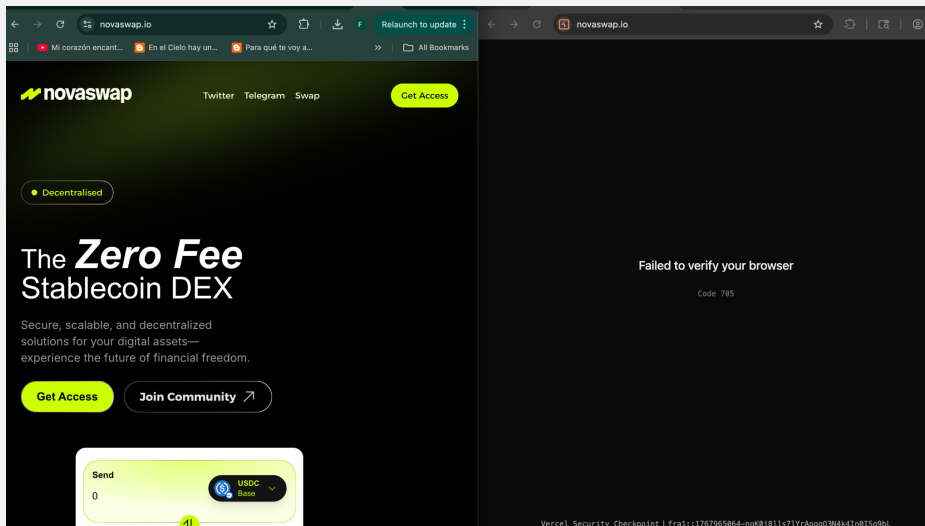 novaswap.io
F
Relaunch to update
Mi corazón encant...
En el Cielo hay un...
Para qué te voy a...
»
All Bookmarks
novaswap
Twitter
Telegram
Swap
Get Access
Decentralised
The Zero Fee
Stablecoin DEX
Secure, scalable, and decentralized
solutions for your digital assets—
experience the future of financial freedom.
Get Access
Join Community
Send
0
USDC
Base
novaswap.io
Failed to verify your browser
Code 705
Vercel Security Checkpoint